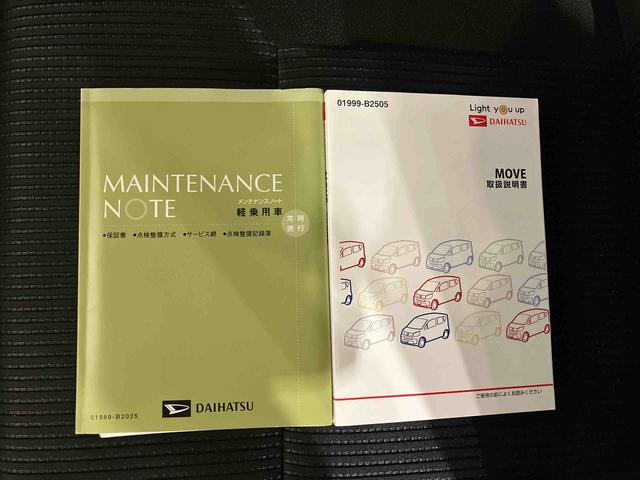 MAINTENANCE
NOTE
メンテナンスノート
軽乗用車
常時
携行
●保証書 ●点検整備方式 ●サービス網 ●点検整備記録簿
01989-B2025
DAIHATSU
01999-B2505
Light you up
DAIHATSU
MOVE
取扱説明書
ご使用の前によくお読みください